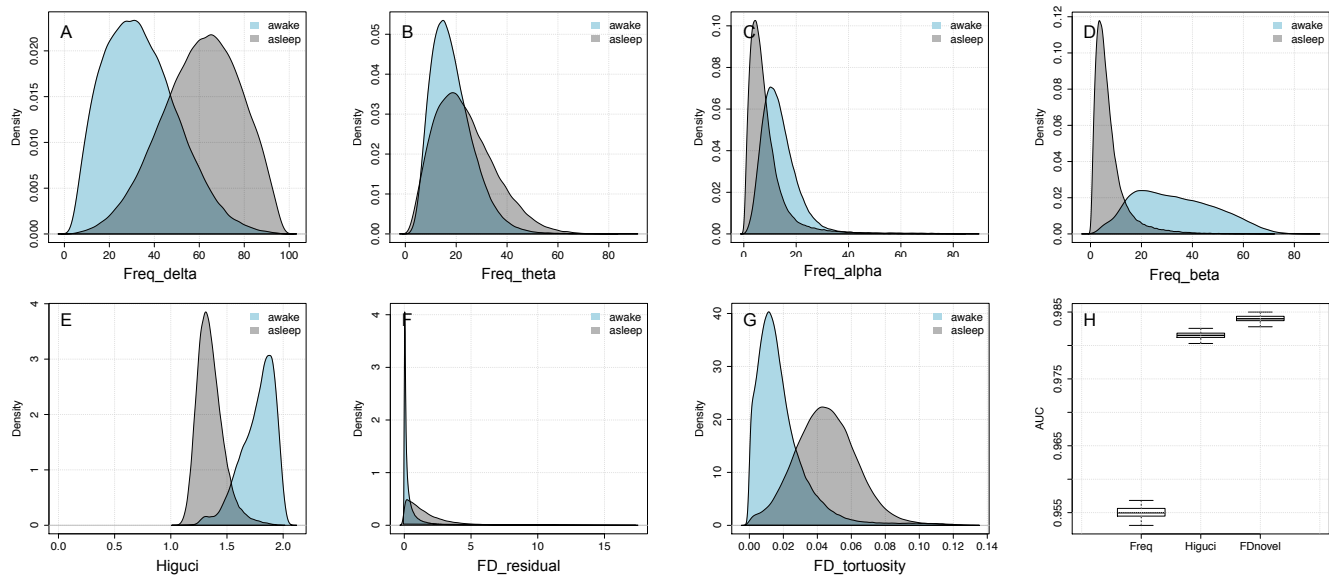 A
awake
asleep
Density
0.000 0.005 0.010 0.015 0.020
0 20 40 60 80 100
Freq_delta
B
awake
asleep
Density
0.00 0.01 0.02 0.03 0.04 0.05
0 20 40 60 80
Freq_theta
C
awake
asleep
Density
0.00 0.02 0.04 0.06 0.08 0.10
0 20 40 60 80
Freq_alpha
D
awake
asleep
Density
0.00 0.02 0.04 0.06 0.08 0.10 0.12
0 20 40 60 80
Freq_beta
E
awake
asleep
Density
0 1 2 3 4
0.0 0.5 1.0 1.5 2.0
Higuci
F
awake
asleep
Density
0 1 2 3 4
0 5 10 15
FD_residual
G
awake
asleep
Density
0 10 20 30 40
0.00 0.02 0.04 0.06 0.08 0.10 0.12 0.14
FD_tortuosity
H
AUC
0.955 0.965 0.975 0.985
Freq Higuci FDnovel